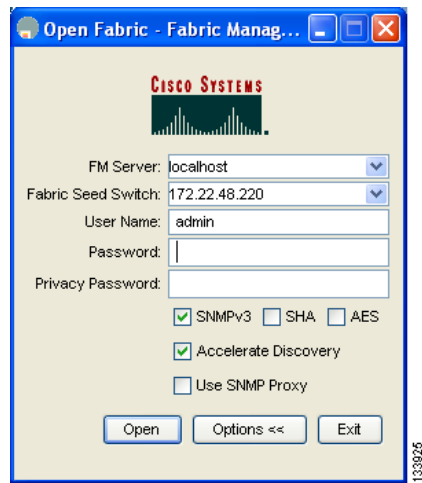 Open Fabric - Fabric Manag...
CISCO SYSTEMS
FM Server: localhost
Fabric Seed Switch: 172.22.48.220
User Name: admin
Password:
Privacy Password:
SNMPv3 SHA AES
Accelerate Discovery
Use SNMP Proxy
Open Options << Exit
133925